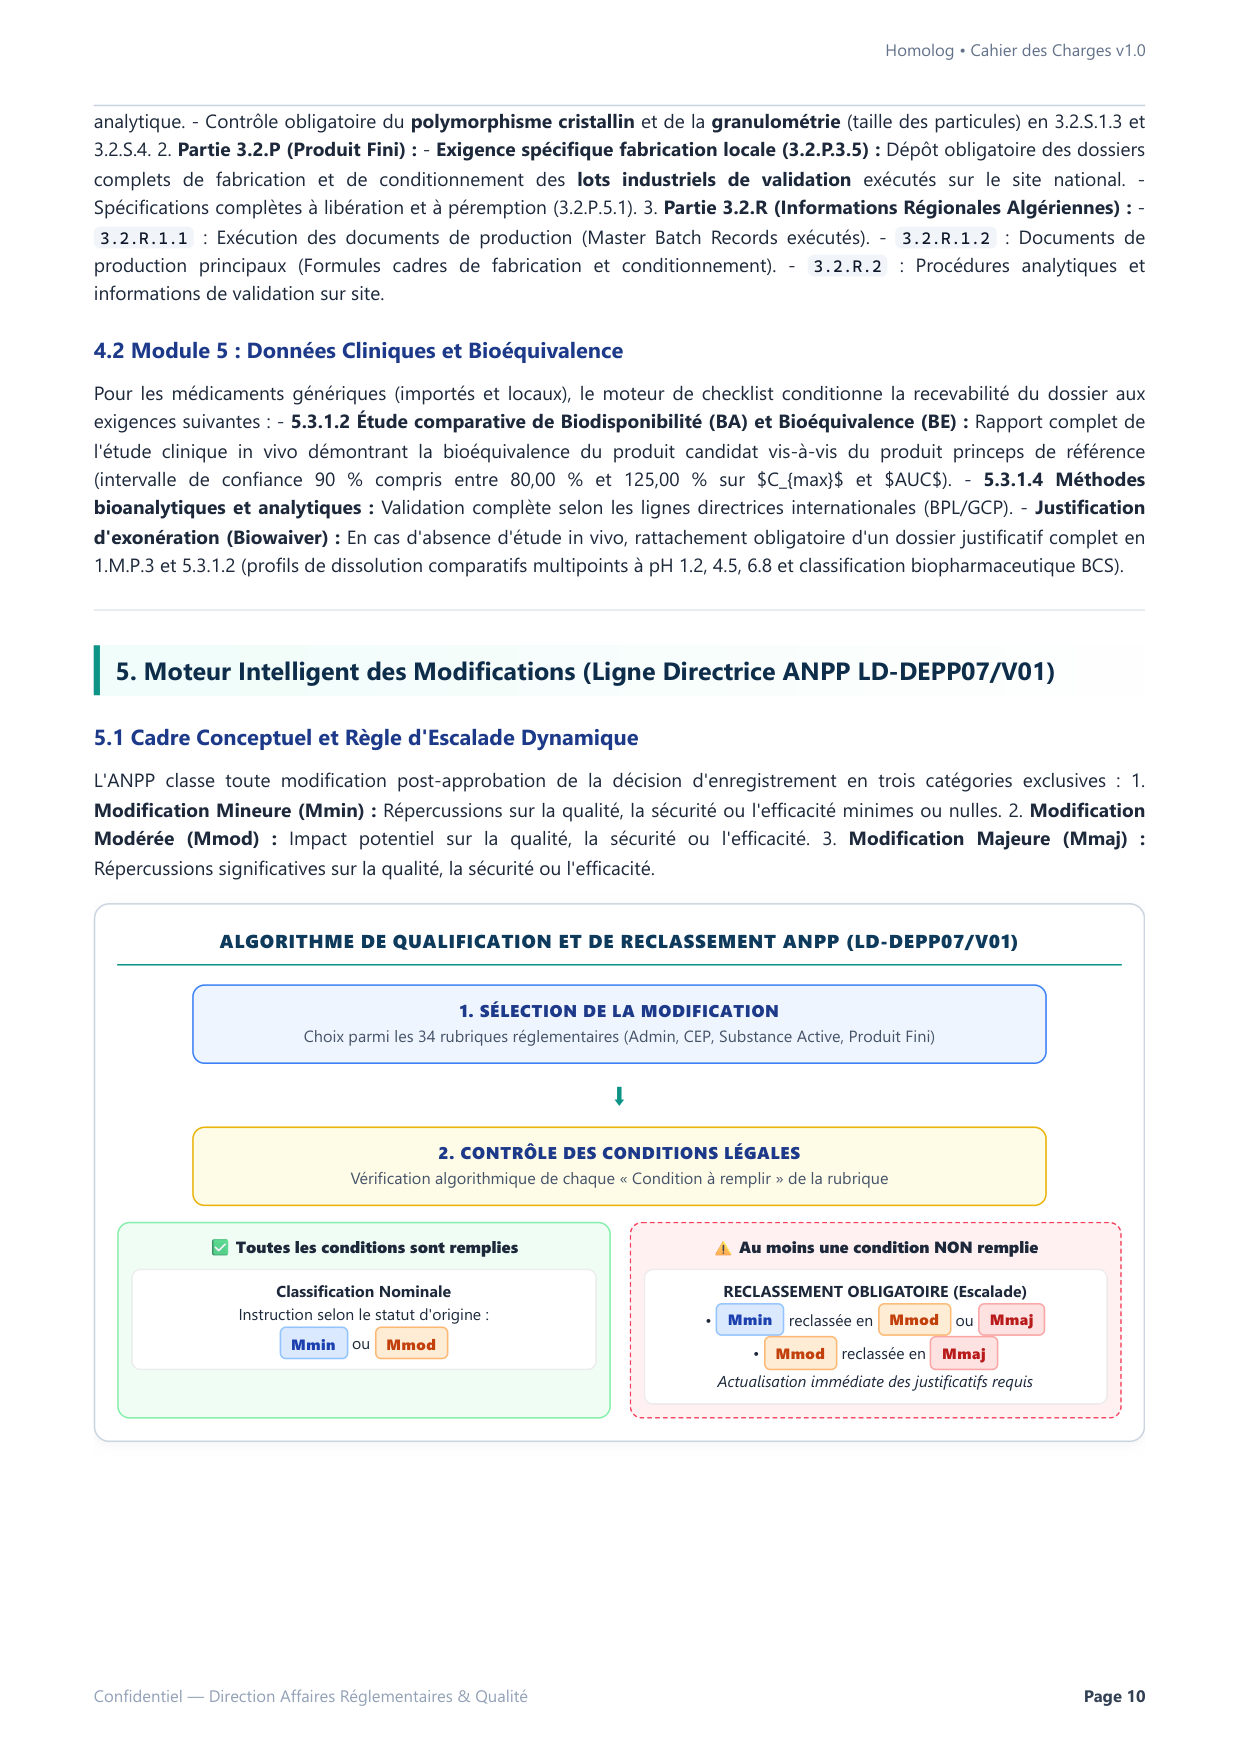 Homolog • Cahier des Charges v1.0
analytique. - Contrôle obligatoire du polymorphisme cristallin et de la granulométrie (taille des particules) en 3.2.S.1.3 et
3.2.S.4. 2. Partie 3.2.P (Produit Fini) : - Exigence spécifique fabrication locale (3.2.P.3.5) : Dépôt obligatoire des dossiers
complets de fabrication et de conditionnement des lots industriels de validation exécutés sur le site national. -
Spécifications complètes à libération et à péremption (3.2.P.5.1). 3. Partie 3.2.R (Informations Régionales Algériennes) : -
3.2.R.1.1 : Exécution des documents de production (Master Batch Records exécutés). - 3.2.R.1.2 : Documents de
production principaux (Formules cadres de fabrication et conditionnement). - 3.2.R.2 : Procédures analytiques et
informations de validation sur site.
4.2 Module 5 : Données Cliniques et Bioéquivalence
Pour les médicaments génériques (importés et locaux), le moteur de checklist conditionne la recevabilité du dossier aux
exigences suivantes : - 5.3.1.2 Étude comparative de Biodisponibilité (BA) et Bioéquivalence (BE) : Rapport complet de
l'étude clinique in vivo démontrant la bioéquivalence du produit candidat vis-à-vis du produit princeps de référence
(intervalle de confiance 90 % compris entre 80,00 % et 125,00 % sur $C_{max}$ et $AUC$). - 5.3.1.4 Méthodes
bioanalytiques et analytiques : Validation complète selon les lignes directrices internationales (BPL/GCP). - Justification
d'exonération (Biowaiver) : En cas d'absence d'étude in vivo, rattachement obligatoire d'un dossier justificatif complet en
1.M.P.3 et 5.3.1.2 (profils de dissolution comparatifs multipoints à pH 1.2, 4.5, 6.8 et classification biopharmaceutique BCS).
5. Moteur Intelligent des Modifications (Ligne Directrice ANPP LD-DEPP07/V01)
5.1 Cadre Conceptuel et Règle d'Escalade Dynamique
L'ANPP classe toute modification post-approbation de la décision d'enregistrement en trois catégories exclusives : 1.
Modification Mineure (Mmin) : Répercussions sur la qualité, la sécurité ou l'efficacité minimes ou nulles. 2. Modification
Modérée (Mmod) : Impact potentiel sur la qualité, la sécurité ou l'efficacité. 3. Modification Majeure (Mmaj) :
Répercussions significatives sur la qualité, la sécurité ou l'efficacité.
ALGORITHME DE QUALIFICATION ET DE RECLASSEMENT ANPP (LD-DEPP07/V01)
1. SÉLECTION DE LA MODIFICATION
Choix parmi les 34 rubriques réglementaires (Admin, CEP, Substance Active, Produit Fini)
⬇
2. CONTRÔLE DES CONDITIONS LÉGALES
Vérification algorithmique de chaque « Condition à remplir » de la rubrique
✅ Toutes les conditions sont remplies
Classification Nominale
Instruction selon le statut d'origine :
Mmin ou Mmod
⚠️ Au moins une condition NON remplie
RECLASSEMENT OBLIGATOIRE (Escalade)
• Mmin reclassée en Mmod ou Mmaj
• Mmod reclassée en Mmaj
Actualisation immédiate des justificatifs requis
Confidentiel — Direction Affaires Réglementaires & Qualité
Page 10